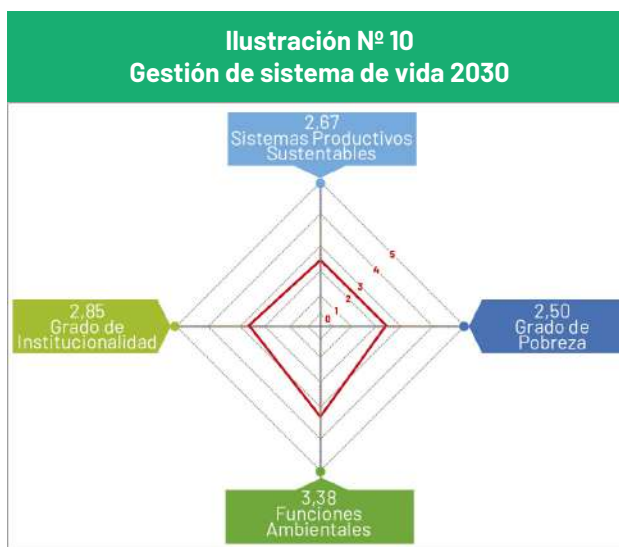 Ilustración Nº 10
Gestión de sistema de vida 2030
2,67
Sistemas Productivos
Sustentables
5
4
3
2
1
0
2,85
Grado de
Institucionalidad
2,50
Grado de
Pobreza
3,38
Funciones
Ambientales